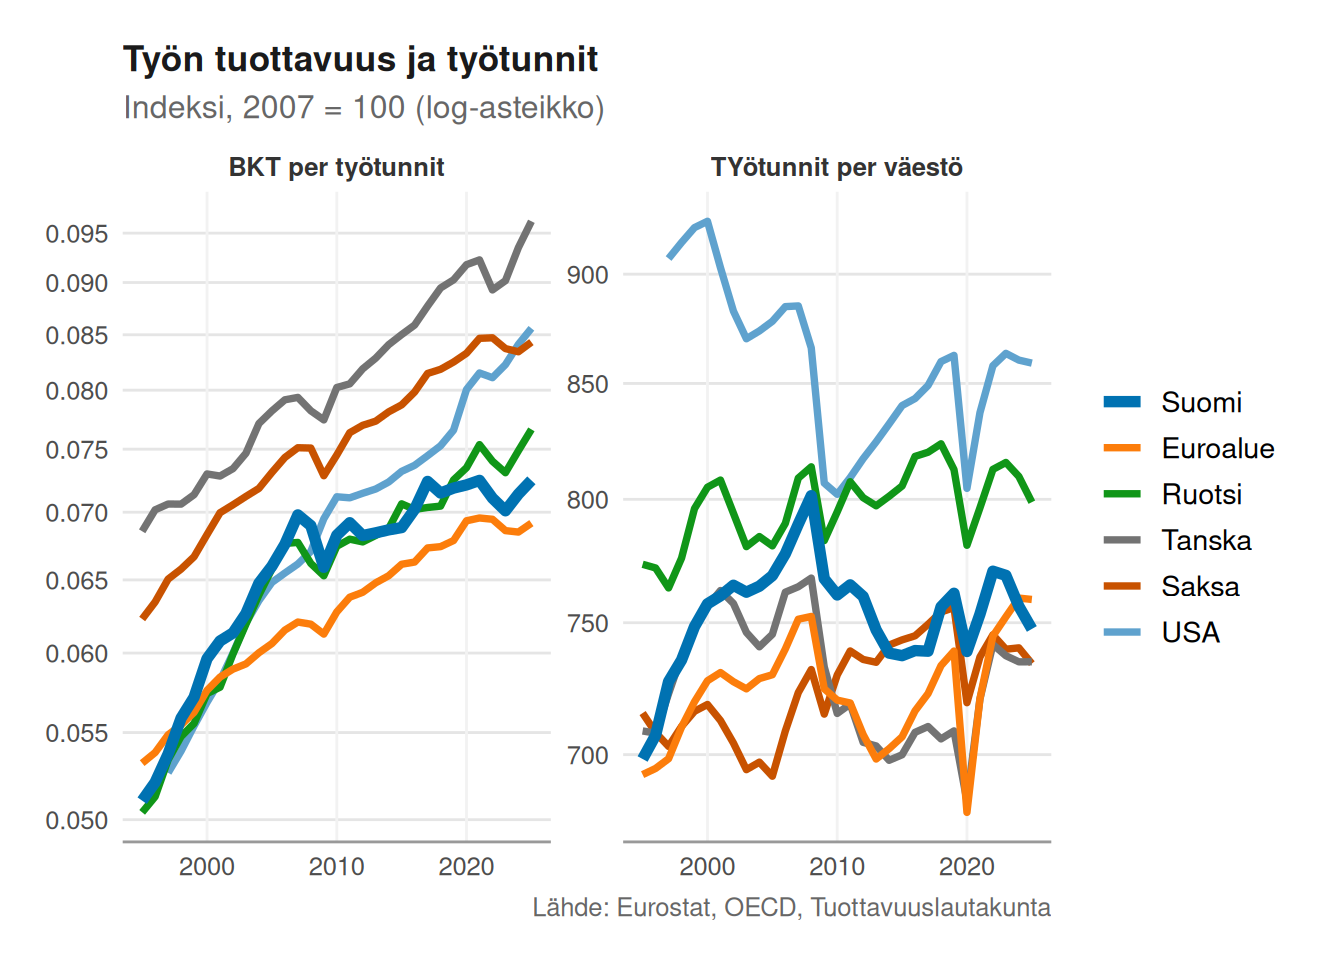 Työn tuottavuus ja työtunnit
Indeksi, 2007 = 100 (log-asteikko)
BKT per työtunnit
TYötunnit per väestö
0.095
0.090
0.085
0.080
0.075
0.070
0.065
0.060
0.055
0.050
900
850
800
750
700
2000 2010 2020
2000 2010 2020
Suomi
Euroalue
Ruotsi
Tanska
Saksa
USA
Lähde: Eurostat, OECD, Tuottavuuslautakunta